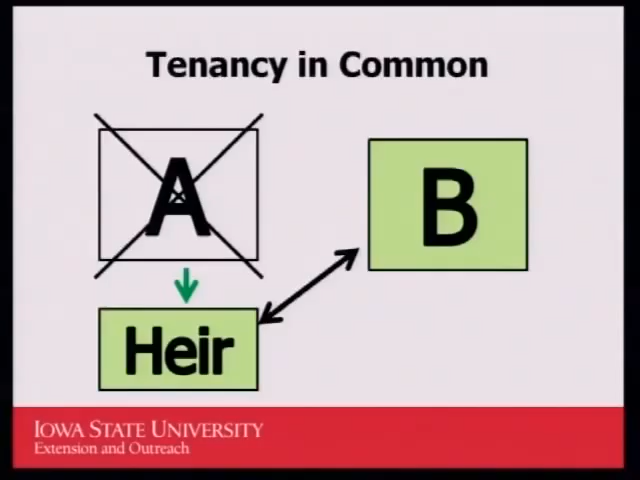 Tenancy in Common
A
B
Heir
IOWA STATE UNIVERSITY
Extension and Outreach